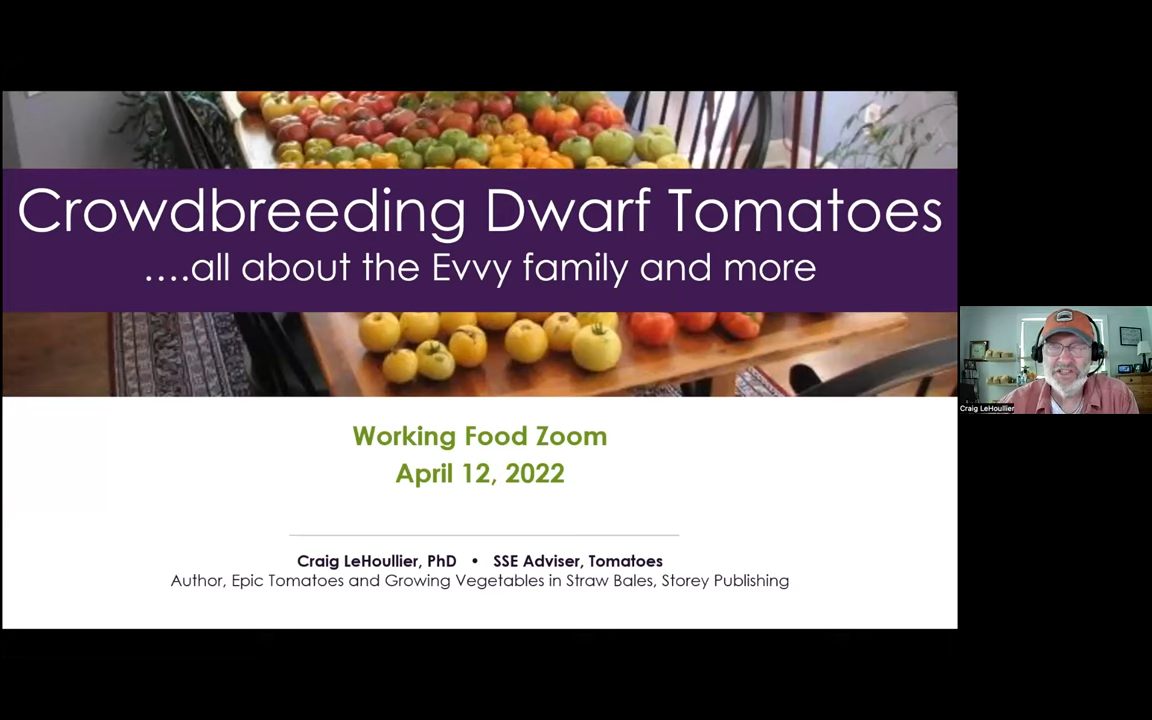 Crowdbreeding Dwarf Tomatoes
....all about the Evvy family and more
Working Food Zoom
April 12, 2022
Craig LeHoullier, PhD • SSE Adviser, Tomatoes
Author, Epic Tomatoes and Growing Vegetables in Straw Bales, Storey Publishing
Craig LeHoullier